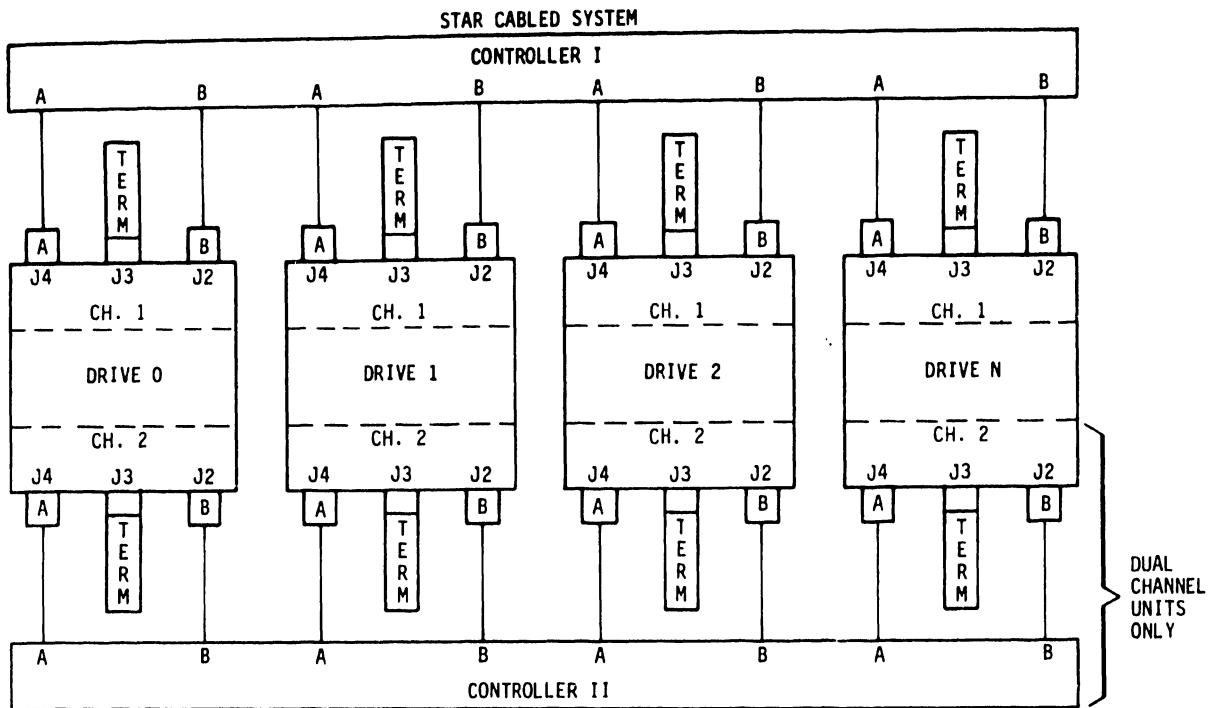 STAR CABLED SYSTEM
CONTROLLER I
A B A B A B A B
TERM TERM TERM TERM
A B A B A B A B
J4 J3 J2 J4 J3 J2 J4 J3 J2 J4 J3 J2
CH. 1 CH. 1 CH. 1 CH. 1
DRIVE 0 DRIVE 1 DRIVE 2 DRIVE N
CH. 2 CH. 2 CH. 2 CH. 2
J4 J3 J2 J4 J3 J2 J4 J3 J2 J4 J3 J2
A B A B A B A B
TERM TERM TERM TERM
DUAL
CHANNEL
UNITS
ONLY
A B A B A B A B
CONTROLLER II